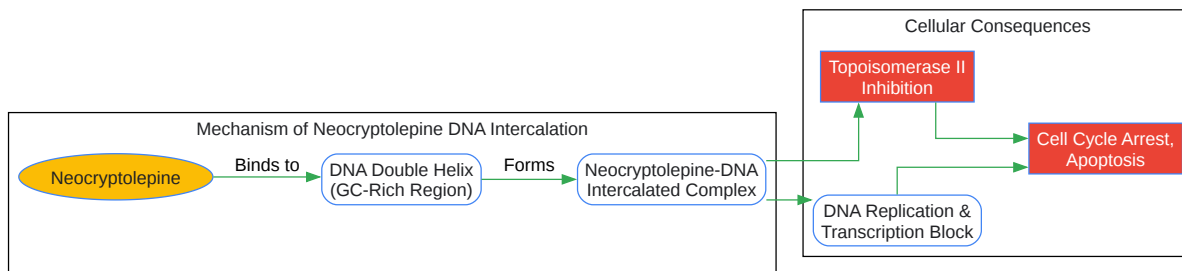 Cellular Consequences
Topoisomerase II
Inhibition
Mechanism of Neocryptolepine DNA Intercalation
Neocryptolepine
Binds to
DNA Double Helix
(GC-Rich Region)
Forms
Neocryptolepine-DNA
Intercalated Complex
Cell Cycle Arrest,
Apoptosis
DNA Replication &
Transcription Block